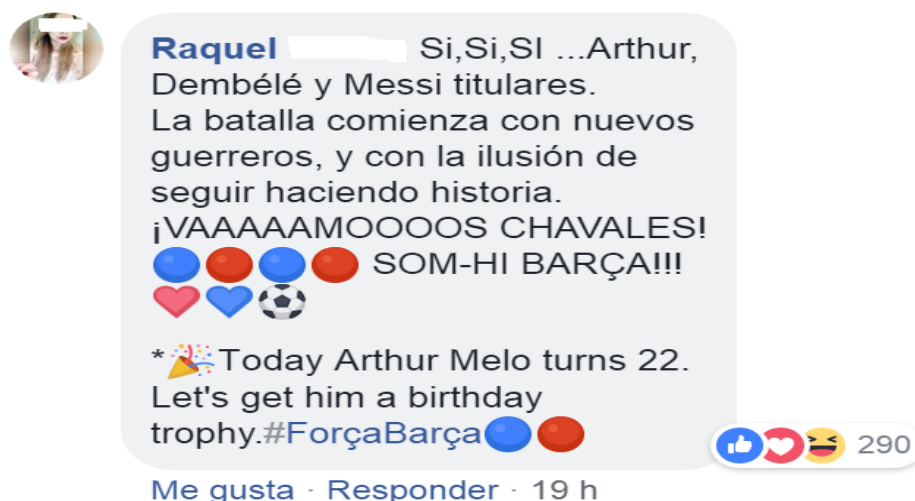 Raquel Si,Si,SI ...Arthur,
Dembélé y Messi titulares.
La batalla comienza con nuevos
guerreros, y con la ilusión de
seguir haciendo historia.
¡VAAAAAMOOOOS CHAVALES!
🔵🔴🔵🔴 SOM-HI BARÇA!!!
❤️💙⚽
*🎉Today Arthur Melo turns 22.
Let's get him a birthday
trophy.#ForçaBarça🔵🔴
290
Me gusta · Responder · 19 h